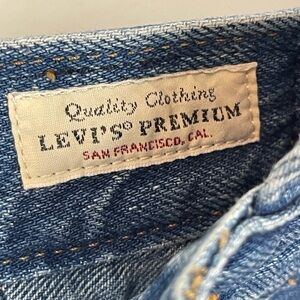 Quality Clothing
LEVI'S® PREMIUM
SAN FRANCISCO, CAL.